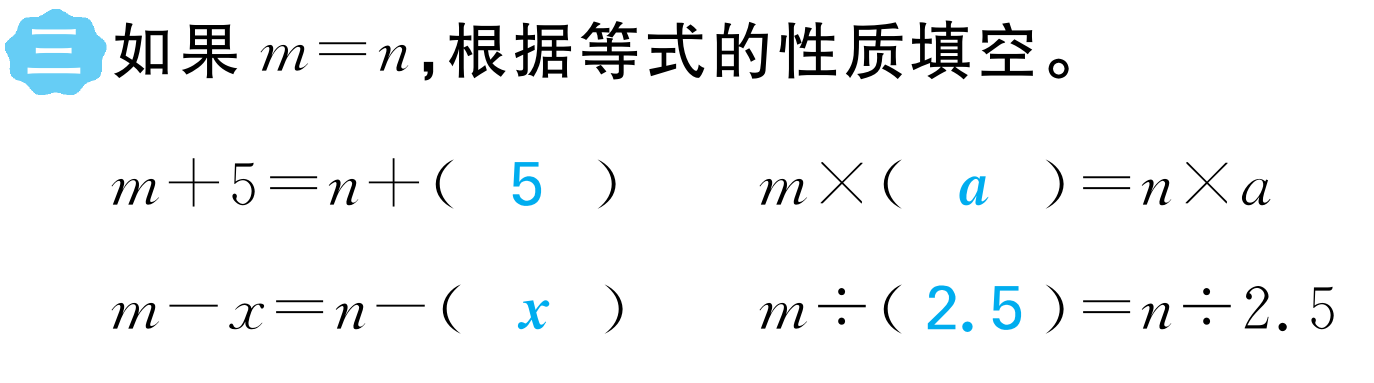 三 如果 m=n,根据等式的性质填空。
m+5=n+( 5 ) m×( a )=n×a
m-x=n-( x ) m÷( 2.5 )=n÷2.5